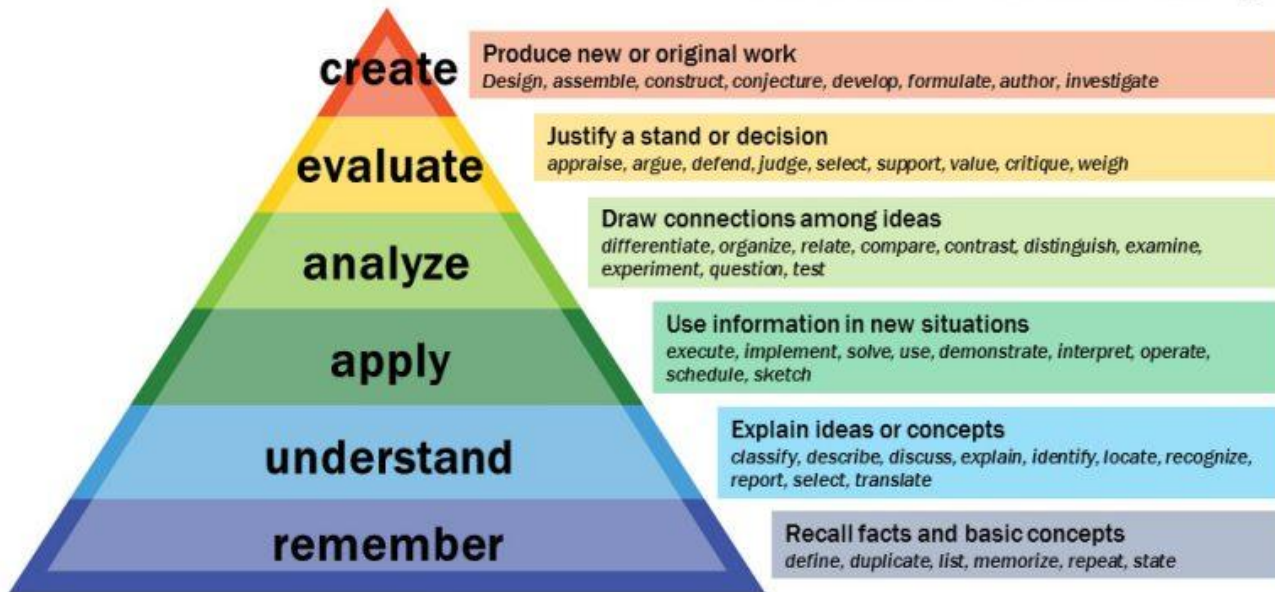 create
Produce new or original work
Design, assemble, construct, conjecture, develop, formulate, author, investigate
evaluate
Justify a stand or decision
appraise, argue, defend, judge, select, support, value, critique, weigh
analyze
Draw connections among ideas
differentiate, organize, relate, compare, contrast, distinguish, examine,
experiment, question, test
apply
Use information in new situations
execute, implement, solve, use, demonstrate, interpret, operate,
schedule, sketch
understand
Explain ideas or concepts
classify, describe, discuss, explain, identify, locate, recognize,
report, select, translate
remember
Recall facts and basic concepts
define, duplicate, list, memorize, repeat, state